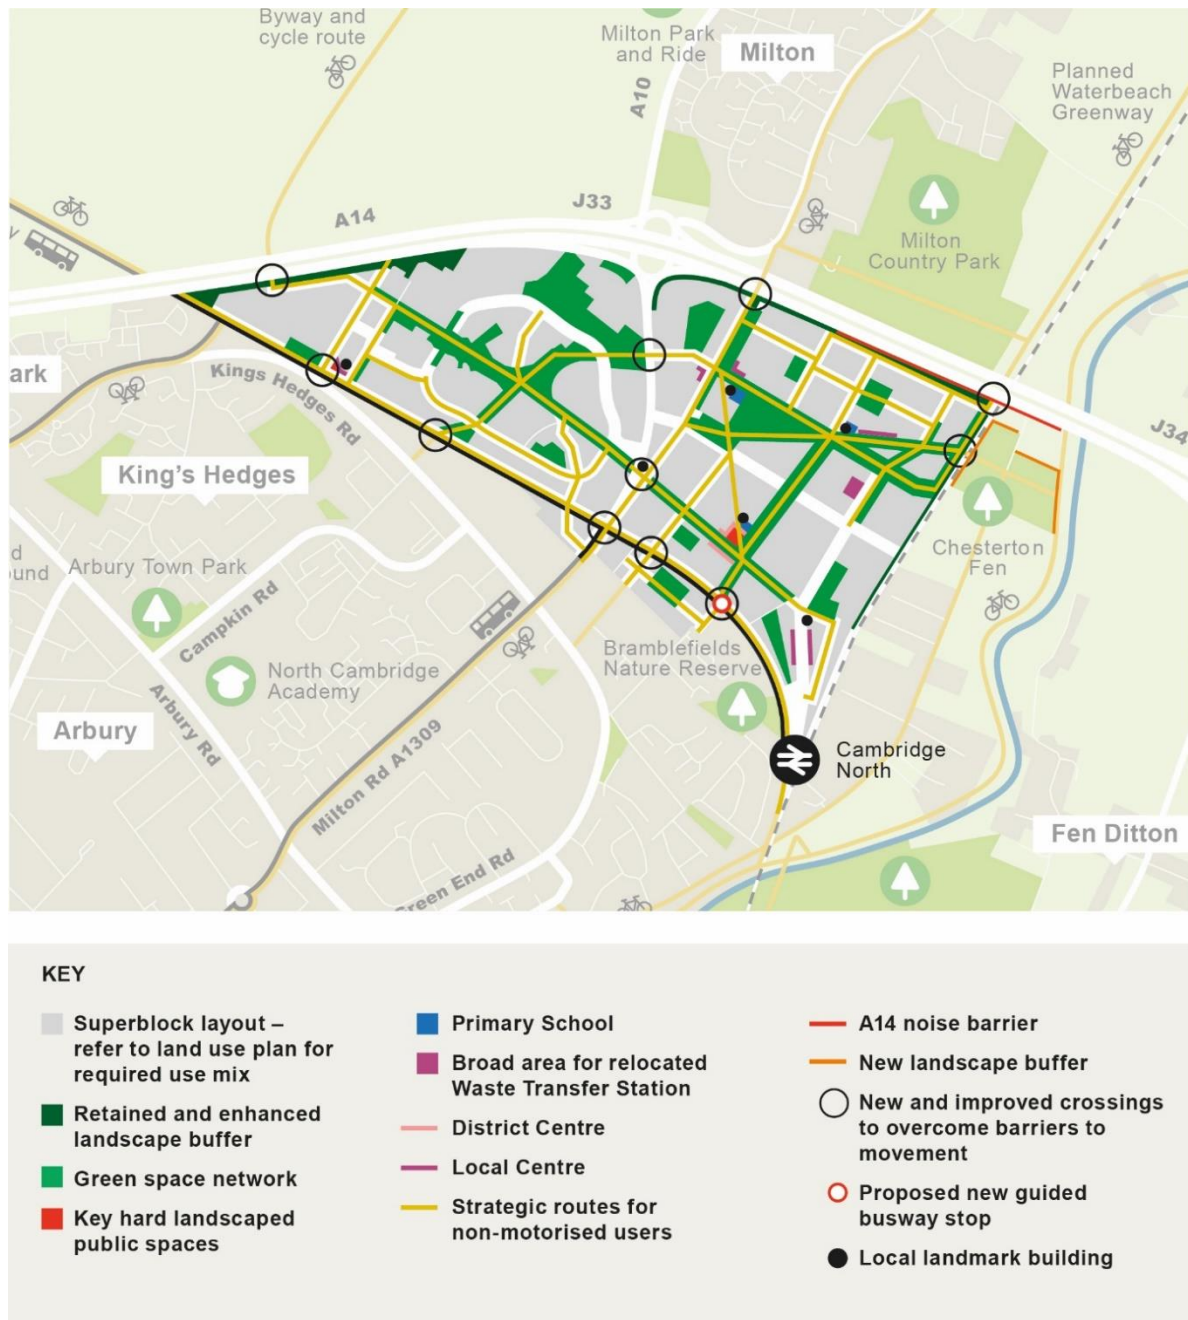 Byway and
cycle route
Milton Park
and Ride
Milton
A10
Planned
Waterbeach
Greenway
A14
J33
Milton
Country Park
ark
Kings Hedges Rd
J34
King's Hedges
Chesterton
Fen
Arbury Town Park
Campkin Rd
Bramblefields
Nature Reserve
North Cambridge
Academy
Arbury Rd
Arbury
Milton Rd A1309
Cambridge
North
Fen Ditton
Green End Rd
KEY
Superblock layout –
refer to land use plan for
required use mix
Retained and enhanced
landscape buffer
Green space network
Key hard landscaped
public spaces
Primary School
Broad area for relocated
Waste Transfer Station
District Centre
Local Centre
Strategic routes for
non-motorised users
A14 noise barrier
New landscape buffer
New and improved crossings
to overcome barriers to
movement
Proposed new guided
busway stop
Local landmark building